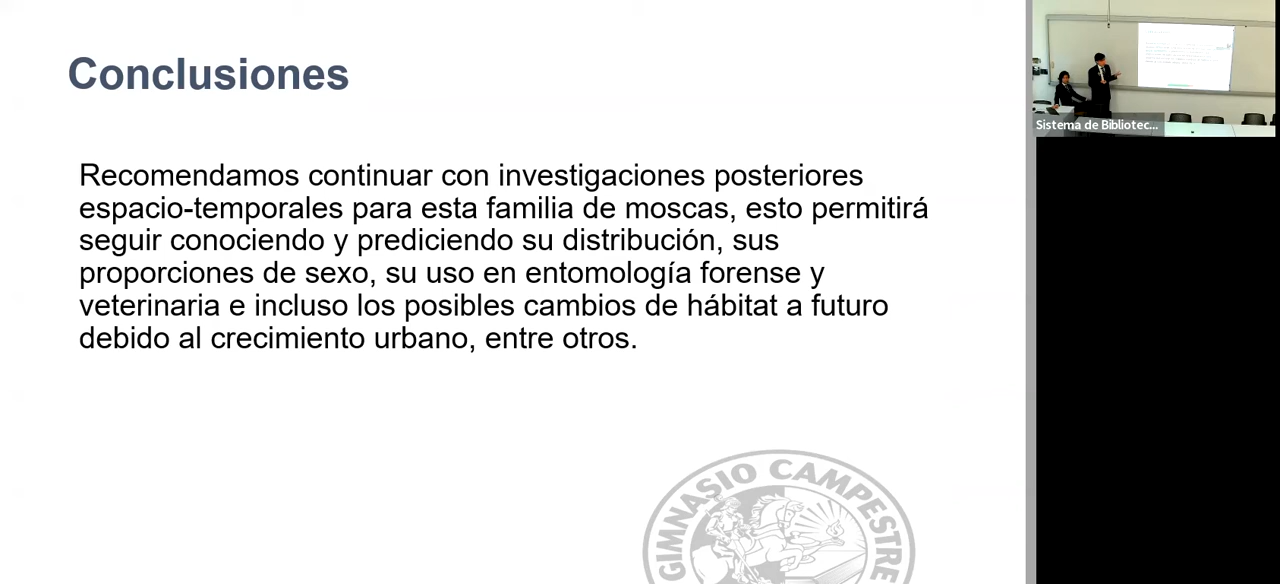 Conclusiones
Recomendamos continuar con investigaciones posteriores
espacio-temporales para esta familia de moscas, esto permitirá
seguir conociendo y prediciendo su distribución, sus
proporciones de sexo, su uso en entomología forense y
veterinaria e incluso los posibles cambios de hábitat a futuro
debido al crecimiento urbano, entre otros.
GIMNASIO CAMPESTRE
Sistema de Bibliotec...